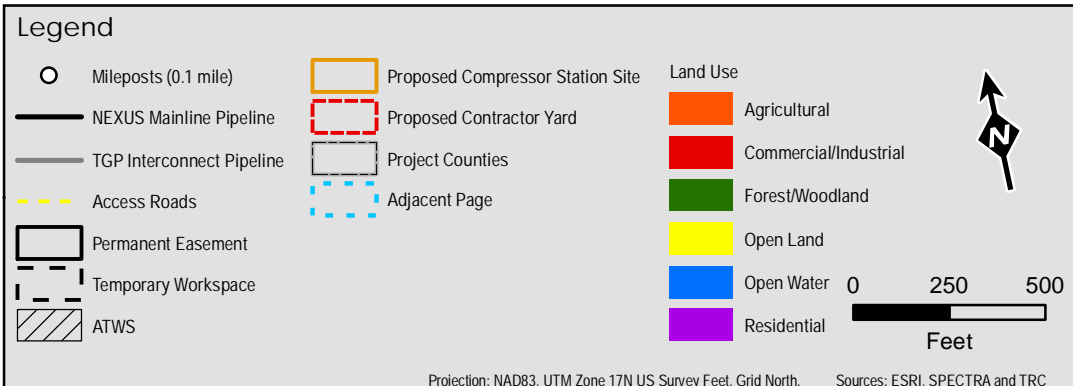 Legend
Mileposts (0.1 mile)
NEXUS Mainline Pipeline
TGP Interconnect Pipeline
Access Roads
Permanent Easement
Temporary Workspace
ATWS
Proposed Compressor Station Site
Proposed Contractor Yard
Project Counties
Adjacent Page
Land Use
Agricultural
Commercial/Industrial
Forest/Woodland
Open Land
Open Water
Residential
N
0 250 500
Feet
Projection: NAD83, UTM Zone 17N US Survey Feet, Grid North. Sources: ESRI, SPECTRA and TRC